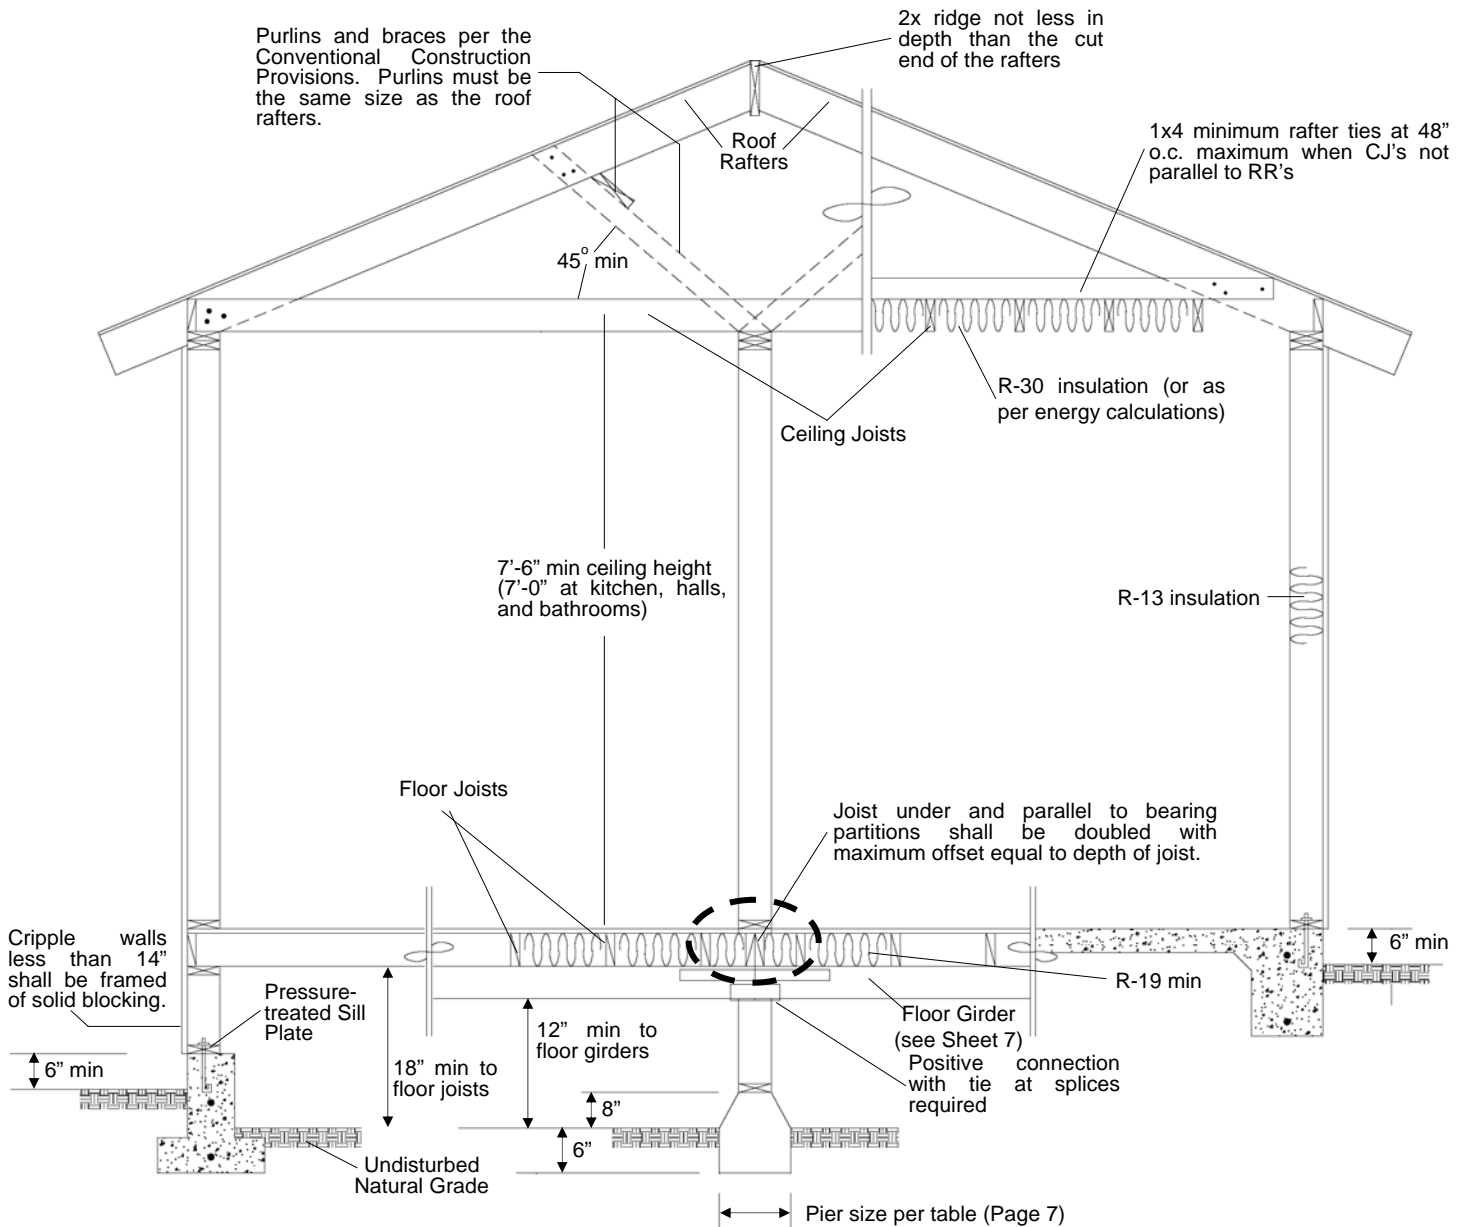 Purlins and braces per the
Conventional Construction
Provisions. Purlins must be
the same size as the roof
rafters.
2x ridge not less in
depth than the cut
end of the rafters
Roof
Rafters
1x4 minimum rafter ties at 48”
o.c. maximum when CJ's not
parallel to RR's
45° min
R-30 insulation (or as
per energy calculations)
Ceiling Joists
7’-6” min ceiling height
(7’-0” at kitchen, halls,
and bathrooms)
R-13 insulation
Floor Joists
Joist under and parallel to bearing
partitions shall be doubled with
maximum offset equal to depth of joist.
Cripple walls
less than 14”
shall be framed
of solid blocking.
6” min
R-19 min
Pressure-
treated Sill
Plate
Floor Girder
(see Sheet 7)
12” min to
floor girders
18” min to
floor joists
Positive connection
with tie at splices
required
6” min
8”
6”
Undisturbed
Natural Grade
Pier size per table (Page 7)